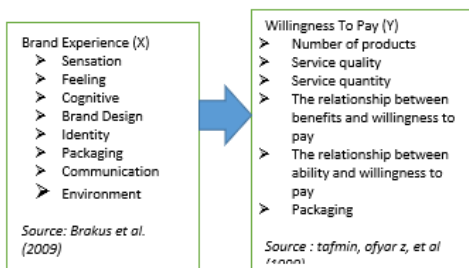 Brand Experience (X)
➢ Sensation
➢ Feeling
➢ Cognitive
➢ Brand Design
➢ Identity
➢ Packaging
➢ Communication
➢ Environment
Source: Brakus et al.
(2009)
Willingness To Pay (Y)
➢ Number of products
➢ Service quality
➢ Service quantity
➢ The relationship between
benefits and willingness to
pay
➢ The relationship between
ability and willingness to
pay
➢ Packaging
Source : tafmin, ofyar z, et al